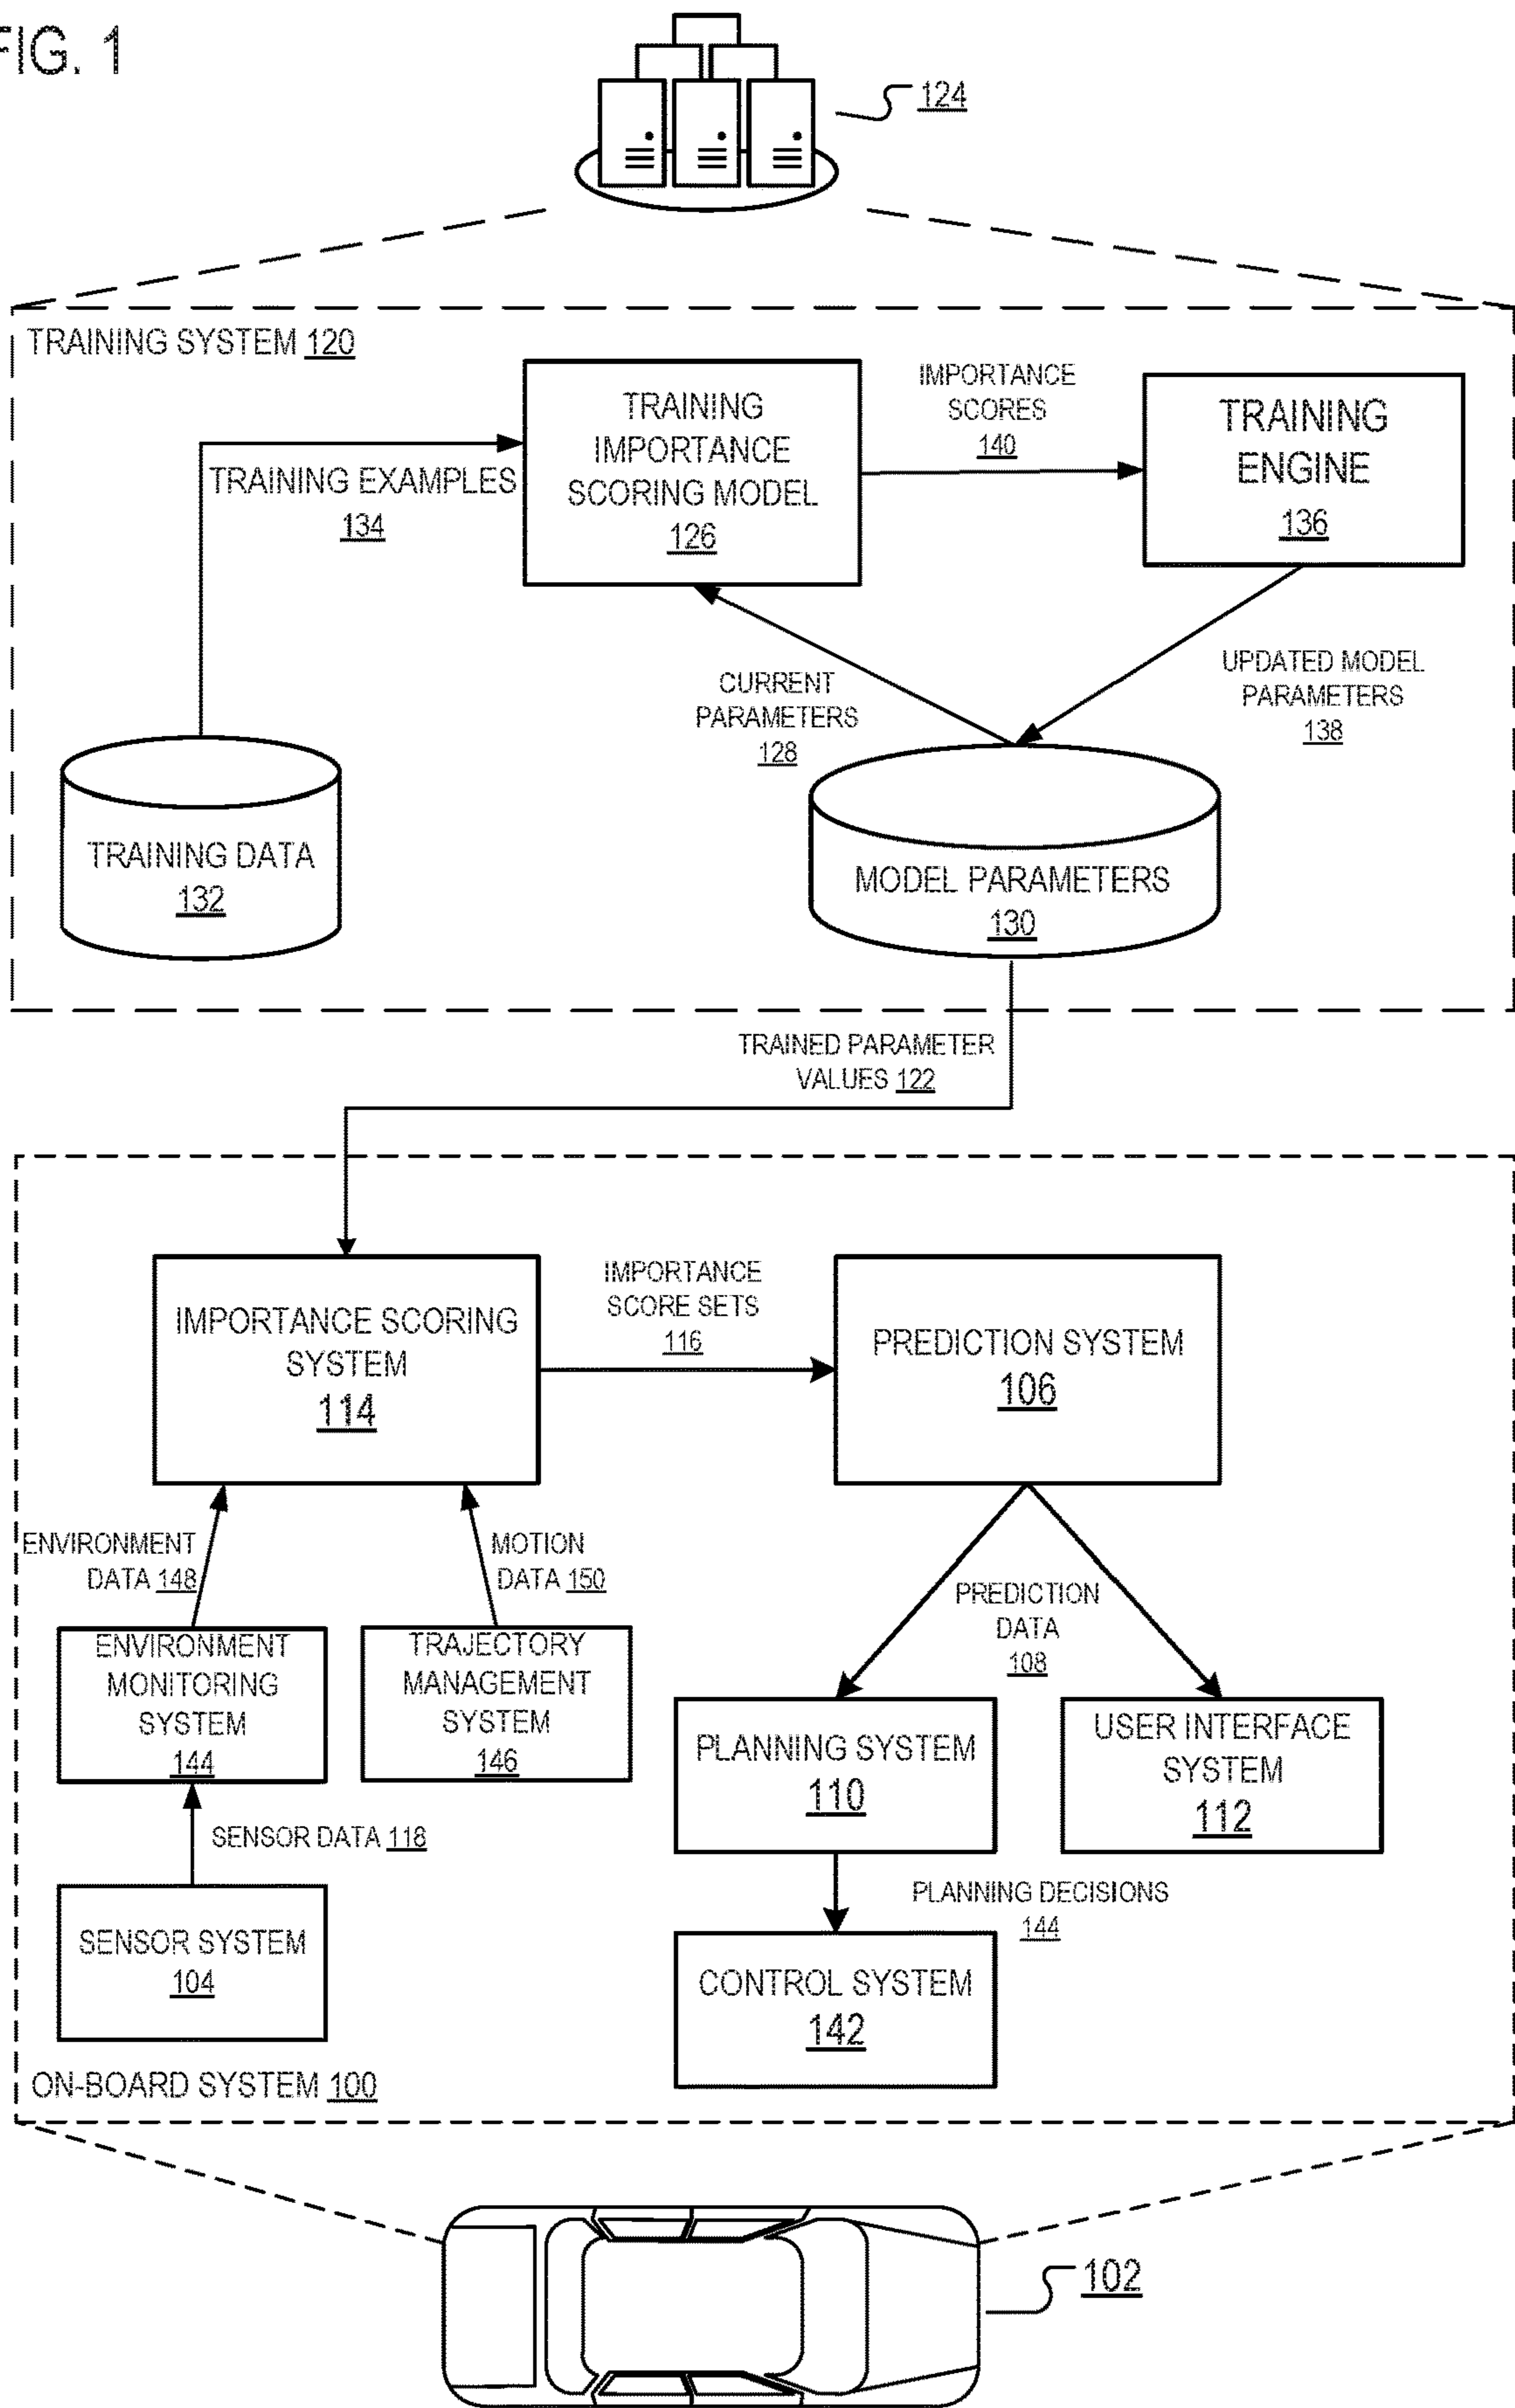 FIG. 1
124
TRAINING SYSTEM 120
TRAINING
IMPORTANCE
SCORING MODEL
126
IMPORTANCE
SCORES
140
TRAINING
ENGINE
136
TRAINING EXAMPLES
134
CURRENT
PARAMETERS
128
UPDATED MODEL
PARAMETERS
138
TRAINING DATA
132
MODEL PARAMETERS
130
TRAINED PARAMETER
VALUES 122
IMPORTANCE SCORING
SYSTEM
114
IMPORTANCE
SCORE SETS
116
PREDICTION SYSTEM
106
ENVIRONMENT
DATA 148
MOTION
DATA 150
PREDICTION
DATA
108
ENVIRONMENT
MONITORING
SYSTEM
144
TRAJECTORY
MANAGEMENT
SYSTEM
146
PLANNING SYSTEM
110
USER INTERFACE
SYSTEM
112
SENSOR DATA 118
PLANNING DECISIONS
144
SENSOR SYSTEM
104
CONTROL SYSTEM
142
ON-BOARD SYSTEM 100
102